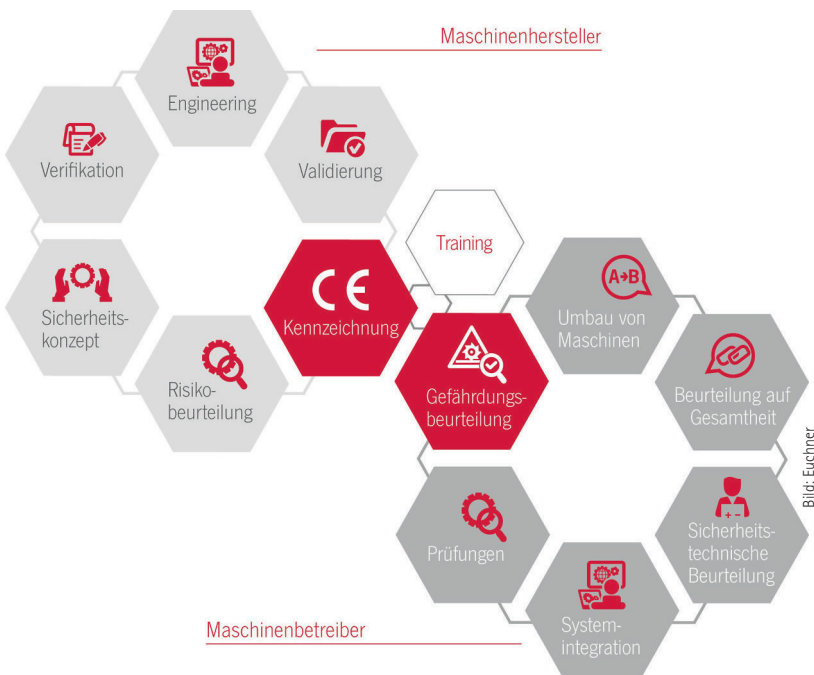 Maschinenhersteller
Engineering
Verifikation
Validierung
Training
Sicherheits-
konzept
CE
Kennzeichnung
A→B
Umbau von
Maschinen
Risiko-
beurteilung
Gefährdungs-
beurteilung
Beurteilung auf
Gesamtheit
Prüfungen
Sicherheits-
technische
Beurteilung
System-
integration
Maschinenbetreiber
Bild: Euchner